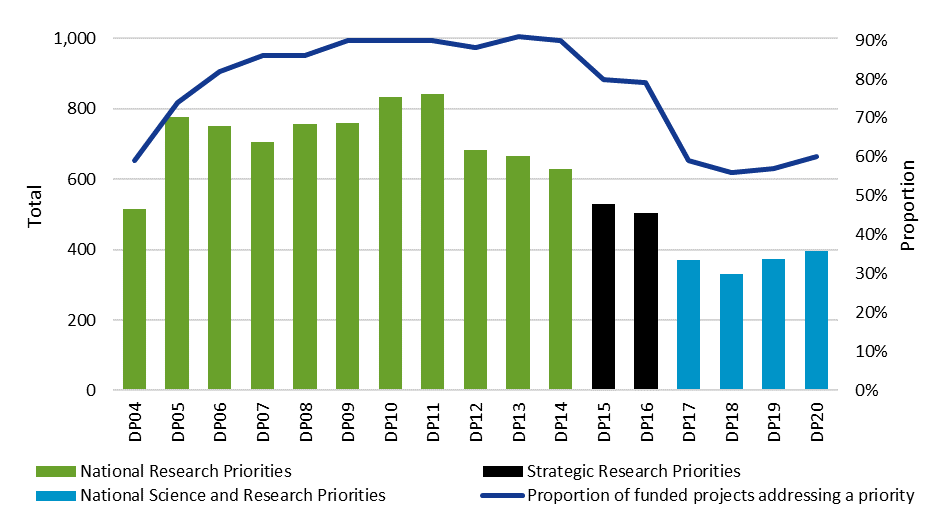 1,000
800
600
400
200
0
Total
90%
80%
70%
60%
50%
40%
30%
20%
10%
0%
Proportion
DP04
DP05
DP06
DP07
DP08
DP09
DP10
DP11
DP12
DP13
DP14
DP15
DP16
DP17
DP18
DP19
DP20
National Research Priorities
Strategic Research Priorities
National Science and Research Priorities
Proportion of funded projects addressing a priority